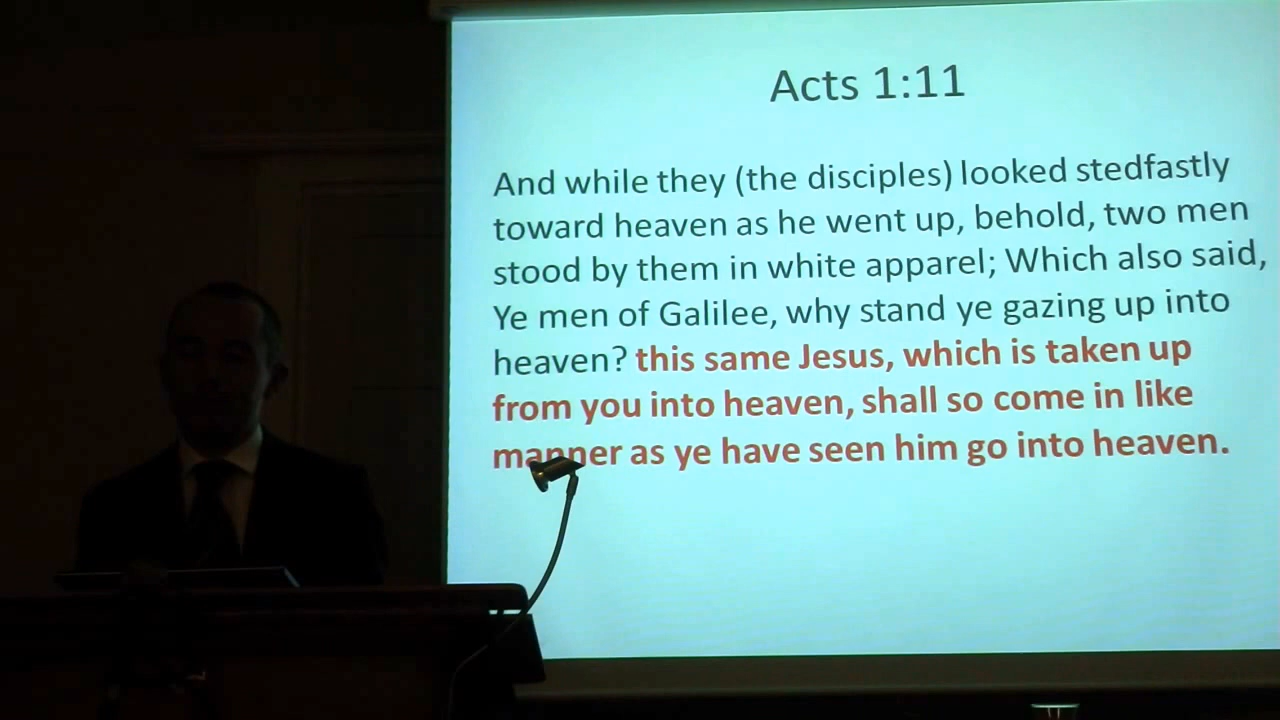 Acts 1:11
And while they (the disciples) looked stedfastly
toward heaven as he went up, behold, two men
stood by them in white apparel; Which also said,
Ye men of Galilee, why stand ye gazing up into
heaven? this same Jesus, which is taken up
from you into heaven, shall so come in like
manner as ye have seen him go into heaven.